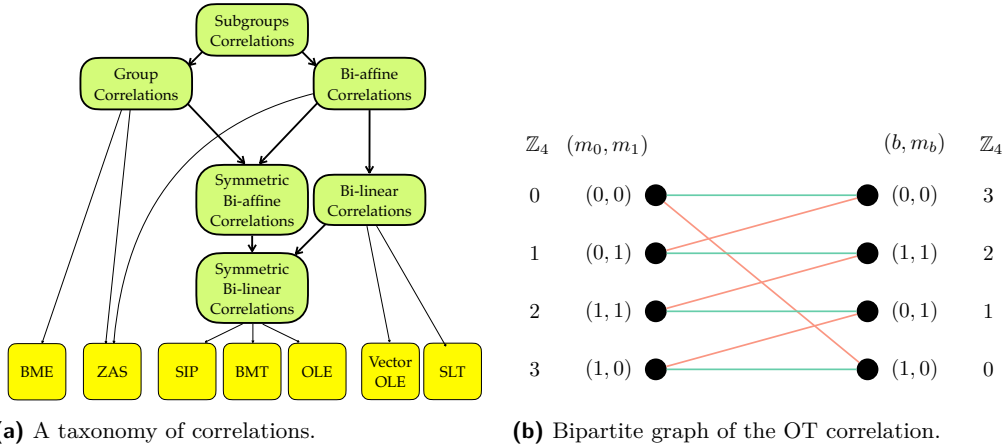 Subgroups
Correlations
Group
Correlations
Bi-affine
Correlations
Symmetric
Bi-affine
Correlations
Bi-linear
Correlations
Symmetric
Bi-linear
Correlations
BME
ZAS
SIP
BMT
OLE
Vector
OLE
SLT
(a) A taxonomy of correlations.
ℤ₄ (m₀, m₁) (b, m_b) ℤ₄
0 (0, 0) (0, 0) 3
1 (0, 1) (1, 1) 2
2 (1, 1) (0, 1) 1
3 (1, 0) (1, 0) 0
(b) Bipartite graph of the OT correlation.